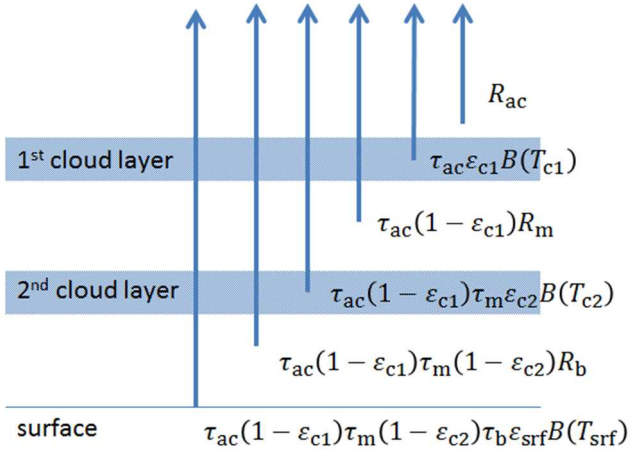 R_ac
1st cloud layer τ_ac ε_c1 B(T_c1)
τ_ac(1 − ε_c1)R_m
2nd cloud layer τ_ac(1 − ε_c1)τ_m ε_c2 B(T_c2)
τ_ac(1 − ε_c1)τ_m(1 − ε_c2)R_b
surface τ_ac(1 − ε_c1)τ_m(1 − ε_c2)τ_b ε_srf B(T_srf)